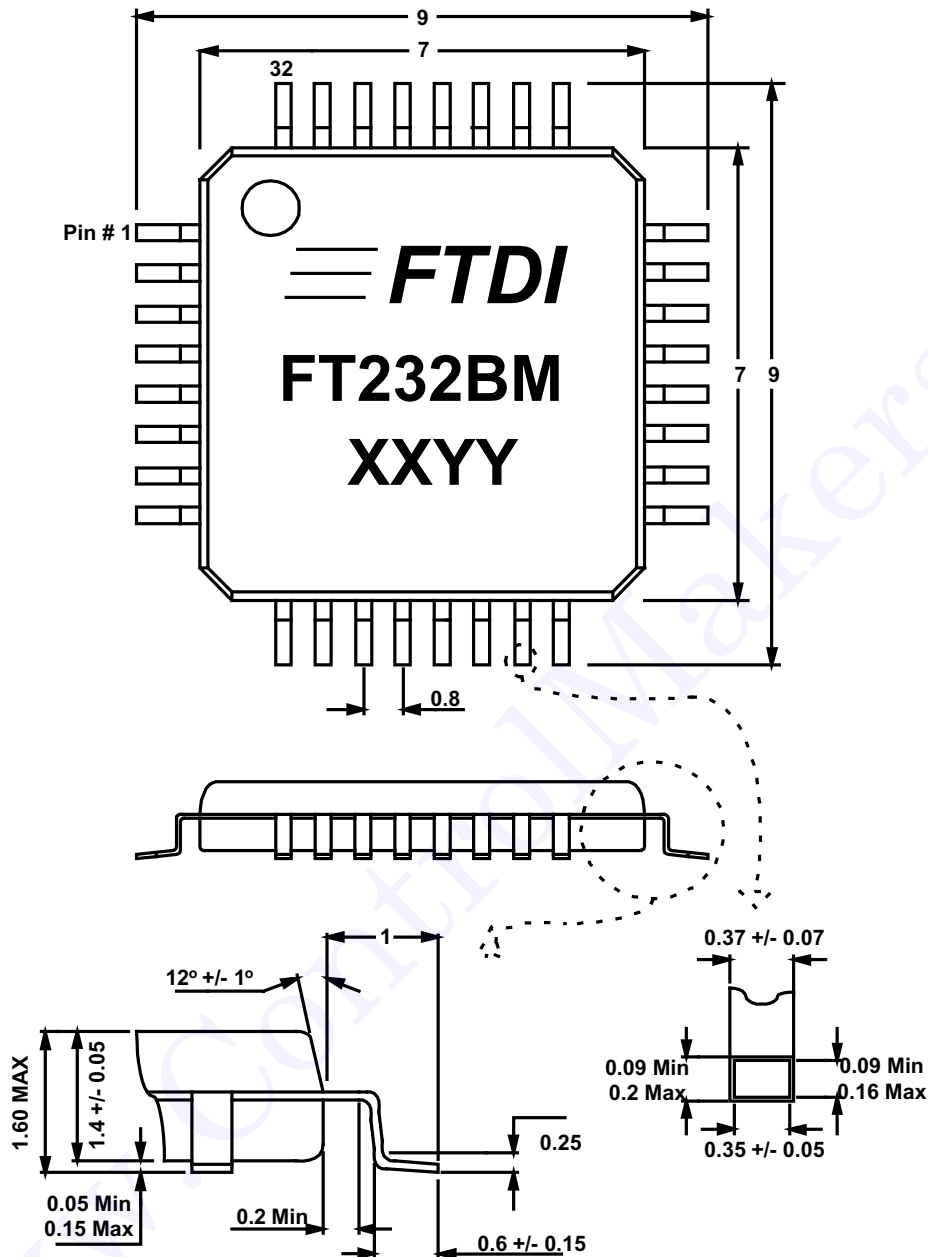 9
7
32
Pin # 1
FTDI
FT232BM
XXYY
7 9
0.8
1
12º +/- 1º
1.60 MAX
1.4 +/- 0.05
0.05 Min
0.15 Max
0.2 Min
0.6 +/- 0.15
0.25
0.37 +/- 0.07
0.09 Min
0.2 Max
0.09 Min
0.16 Max
0.35 +/- 0.05
w.ControlMakers